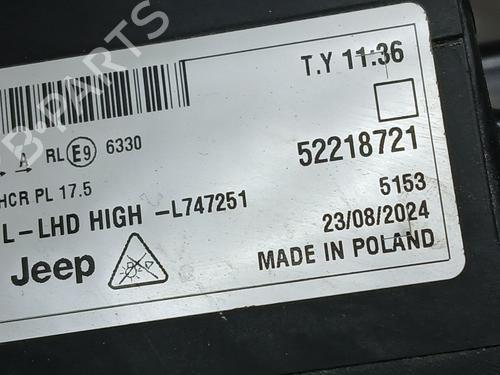 T.Y 11:36
A RL E9 6330
HCR PL 17.5
52218721
L-LHD HIGH -L747251
5153
23/08/2024
Jeep
MADE IN POLAND
B-PARTS